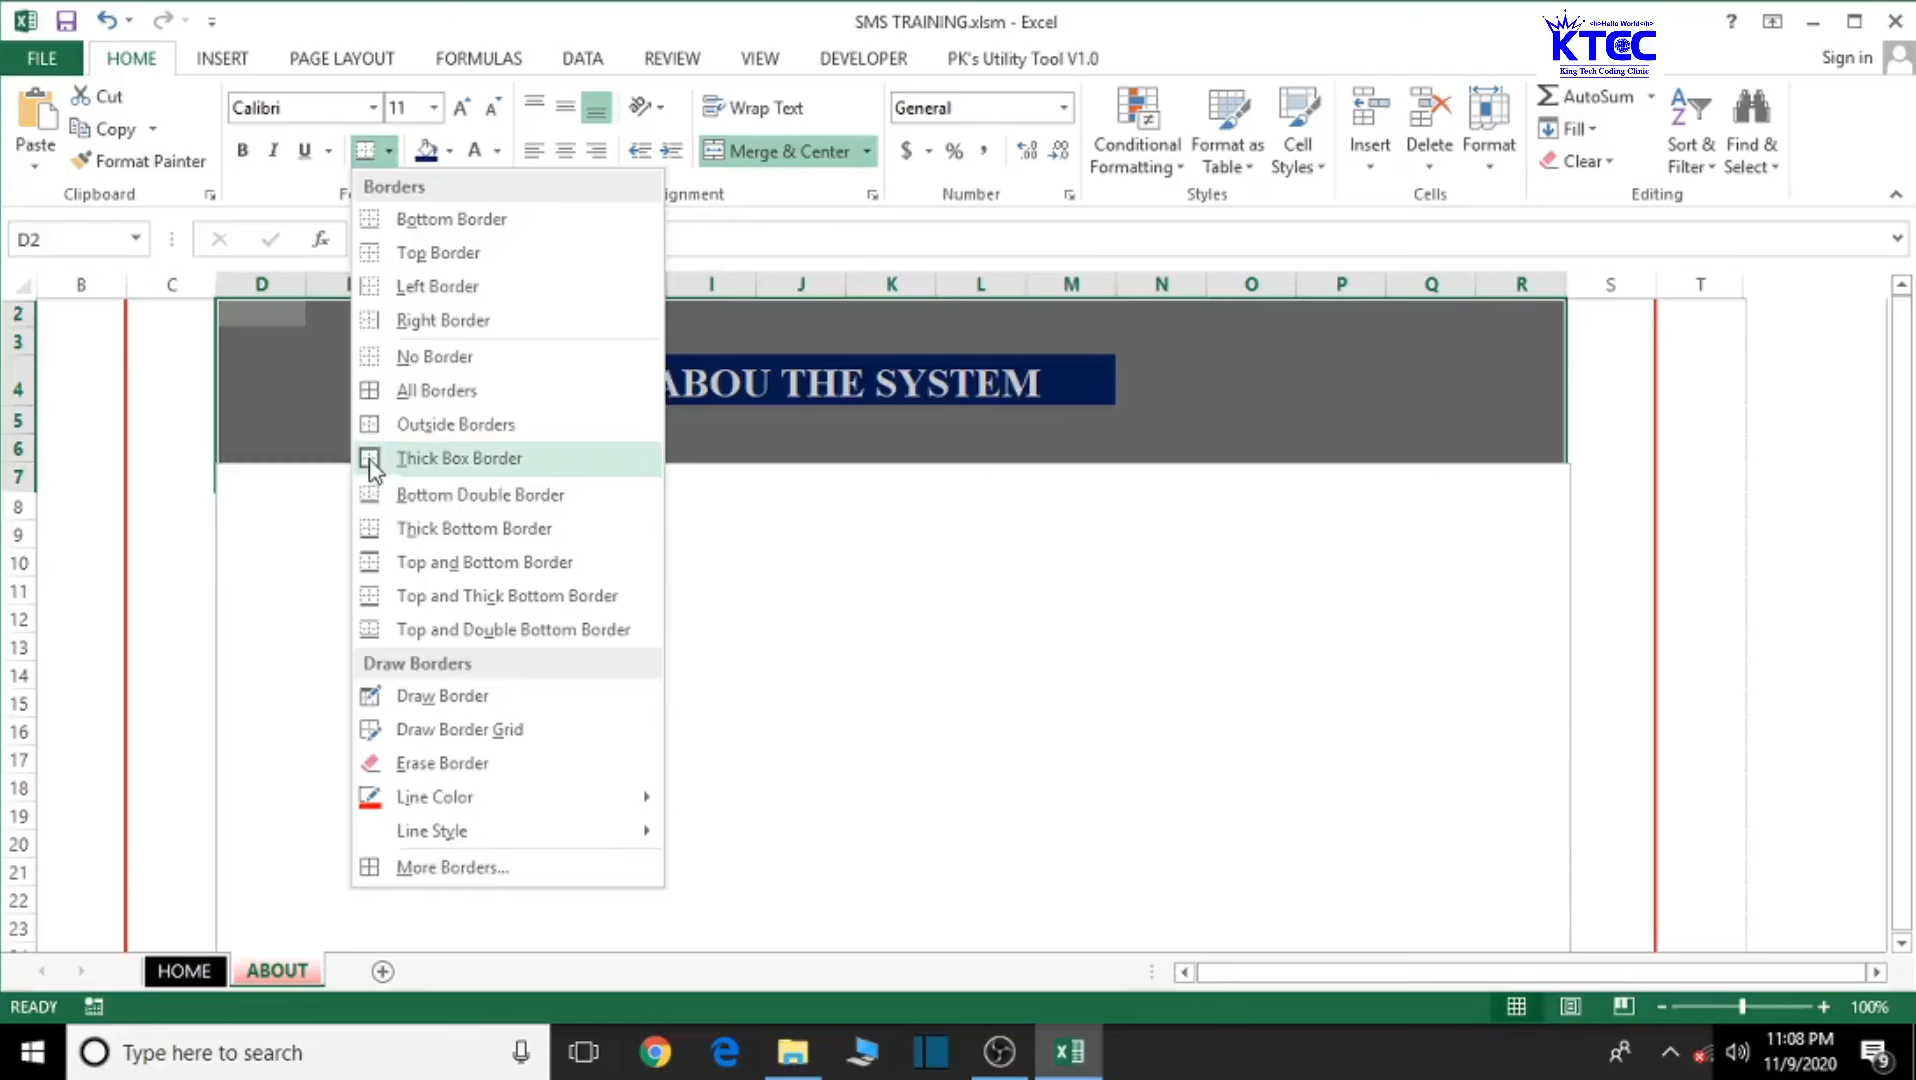 SMS TRAINING.xlsm - Excel
<h>Hello World</h>
KTCC
King Tech Coding Clinic
FILE HOME INSERT PAGE LAYOUT FORMULAS DATA REVIEW VIEW DEVELOPER PK's Utility Tool V1.0 Sign in
Cut
Copy
Format Painter
Paste
Clipboard
Calibri 11
B I U A
Wrap Text
Merge & Center
General
$ % ,
Number
Conditional Formatting
Format as Table
Cell Styles
Styles
Insert Delete Format
Cells
AutoSum
Fill
Clear
Sort & Filter
Find & Select
Editing
D2
fx
B C D I J K L M N O P Q R S T
Borders
Bottom Border
Top Border
Left Border
Right Border
No Border
All Borders
Outside Borders
Thick Box Border
Bottom Double Border
Thick Bottom Border
Top and Bottom Border
Top and Thick Bottom Border
Top and Double Bottom Border
Draw Borders
Draw Border
Draw Border Grid
Erase Border
Line Color
Line Style
More Borders...
ABOU THE SYSTEM
2
3
4
5
6
7
8
9
10
11
12
13
14
15
16
17
18
19
20
21
22
23
HOME ABOUT
READY
100%
Type here to search
11:08 PM
11/9/2020
9